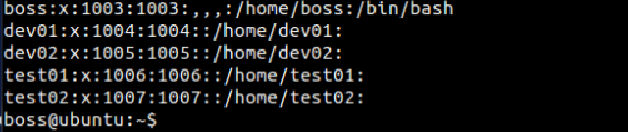 boss:x:1003:1003:,,,:/home/boss:/bin/bash
dev01:x:1004:1004::/home/dev01:
dev02:x:1005:1005::/home/dev02:
test01:x:1006:1006::/home/test01:
test02:x:1007:1007::/home/test02:
boss@ubuntu:~$